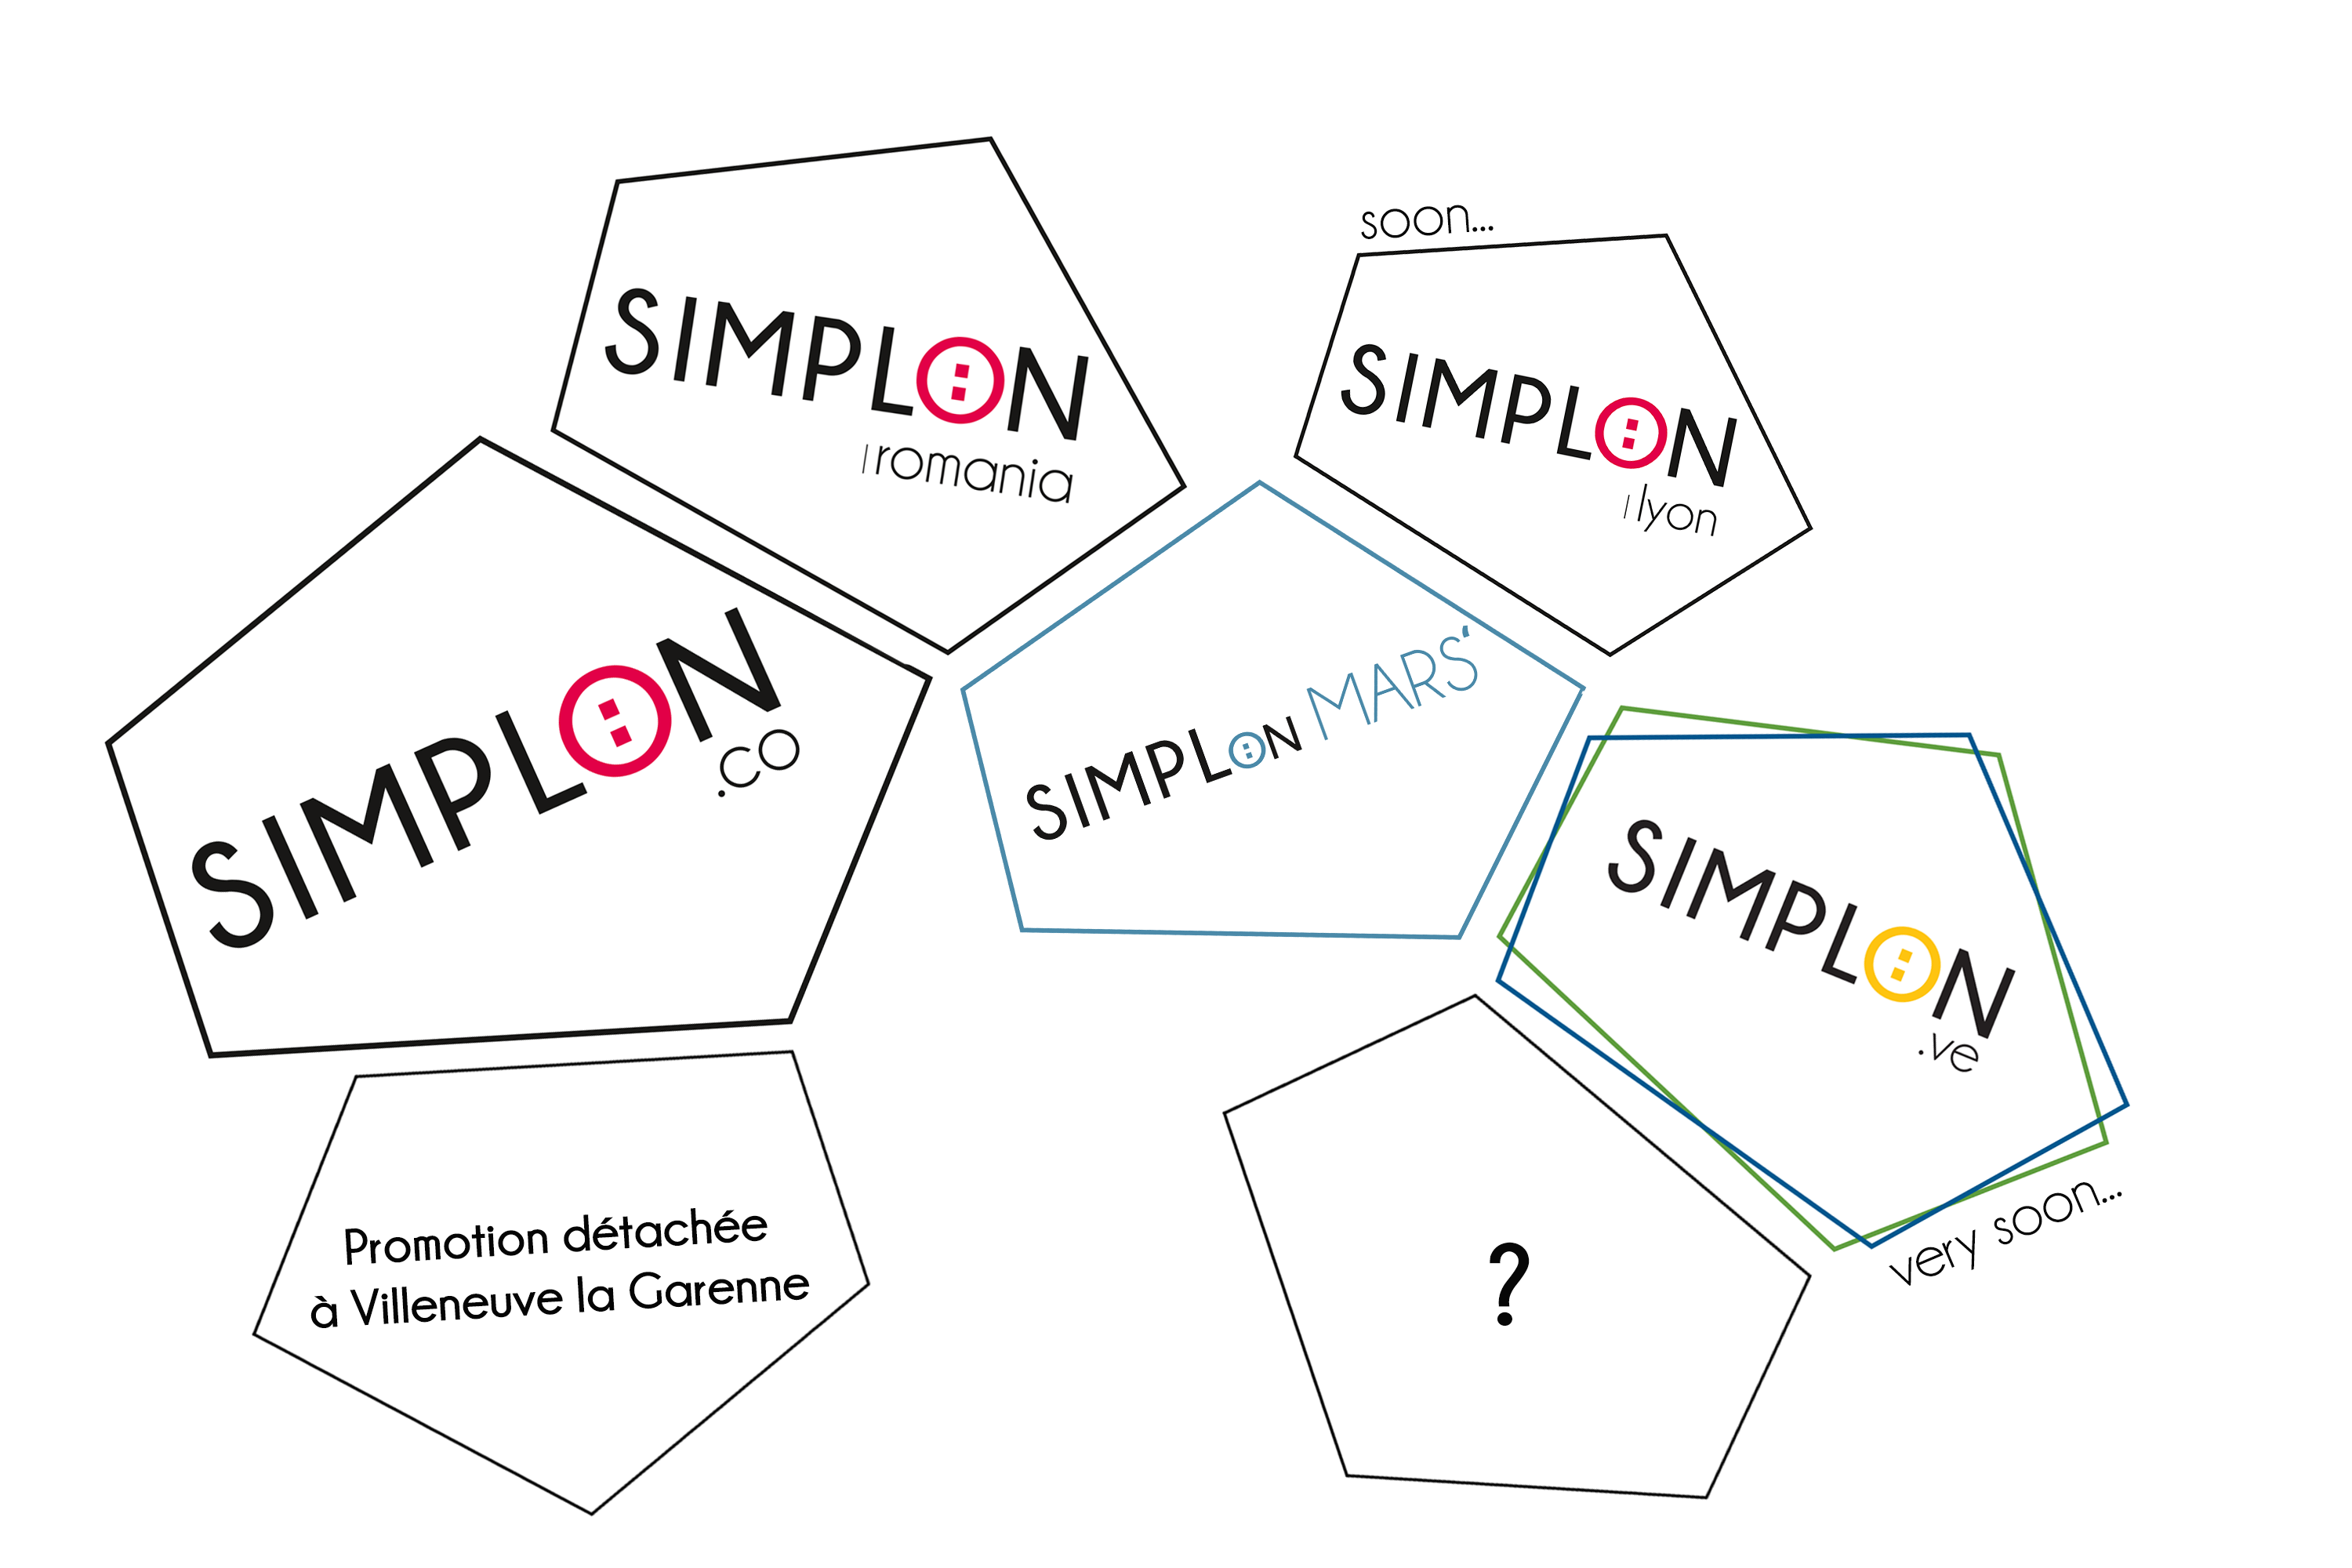 SIMPLON
| romania
soon...
SIMPLON
| lyon
SIMPLON
.co
SIMPLON MARS'
SIMPLON
.ve
very soon...
Promotion détachée
à Villeneuve la Garenne
?